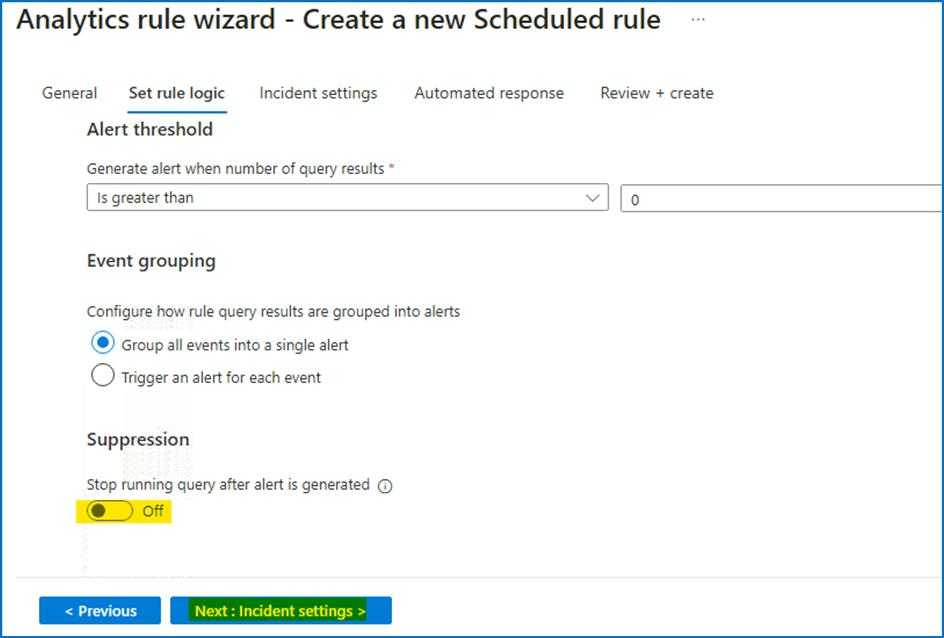 Analytics rule wizard - Create a new Scheduled rule ...
General Set rule logic Incident settings Automated response Review + create
Alert threshold
Generate alert when number of query results *
Is greater than 0
Event grouping
Configure how rule query results are grouped into alerts
Group all events into a single alert
Trigger an alert for each event
Suppression
Stop running query after alert is generated
Off
< Previous Next : Incident settings >